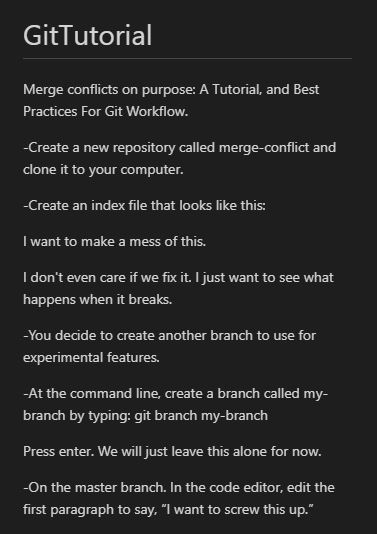 GitTutorial
Merge conflicts on purpose: A Tutorial, and Best
Practices For Git Workflow.
-Create a new repository called merge-conflict and
clone it to your computer.
-Create an index file that looks like this:
I want to make a mess of this.
I don't even care if we fix it. I just want to see what
happens when it breaks.
-You decide to create another branch to use for
experimental features.
-At the command line, create a branch called my-
branch by typing: git branch my-branch
Press enter. We will just leave this alone for now.
-On the master branch. In the code editor, edit the
first paragraph to say, “I want to screw this up.”